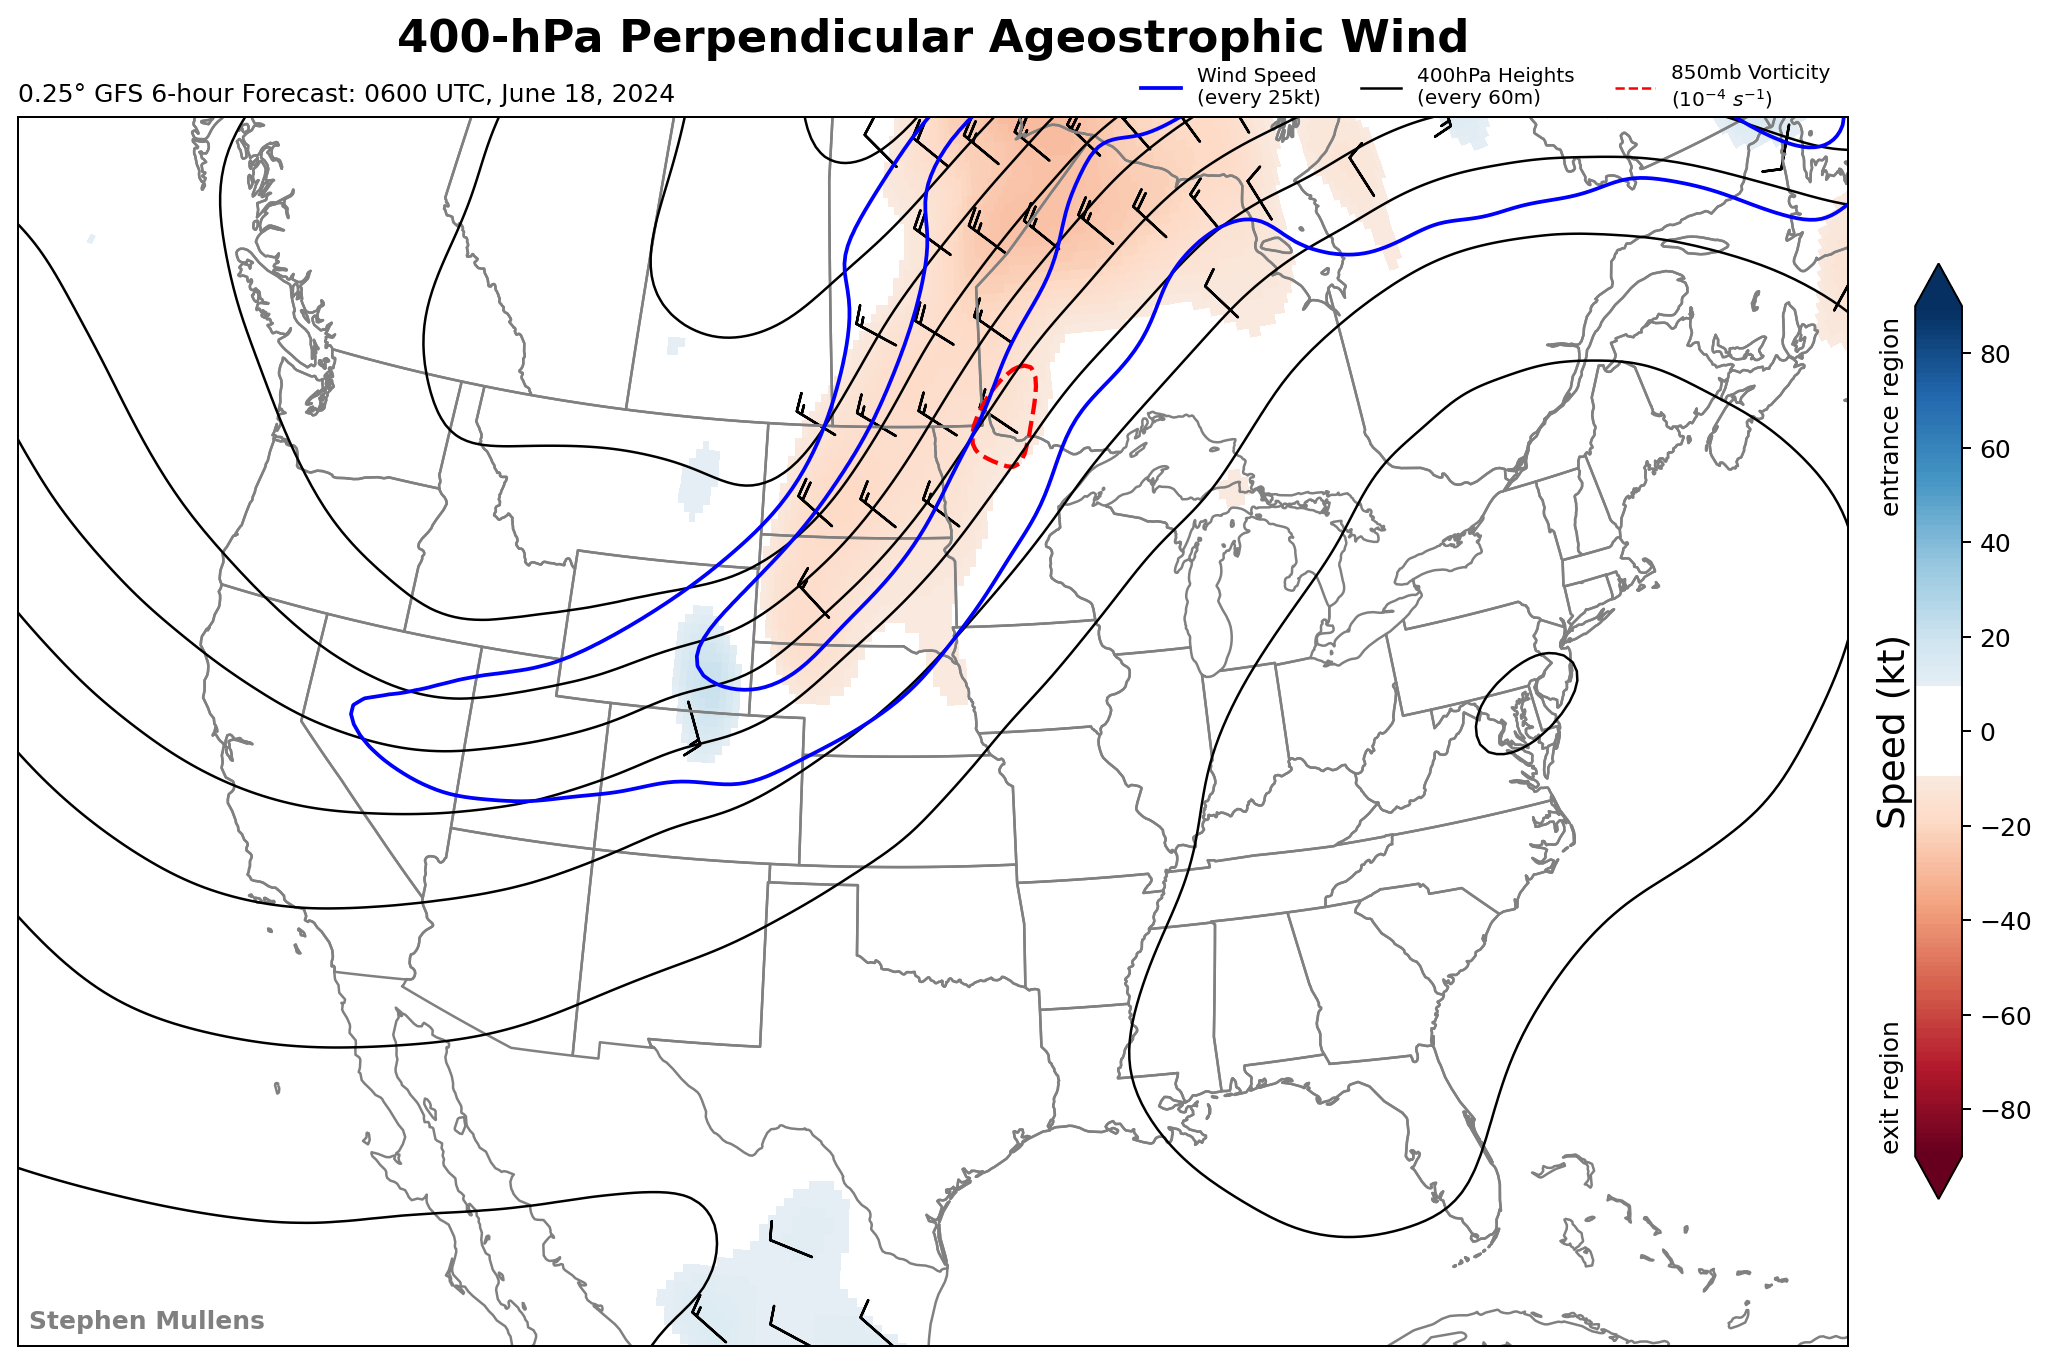 400-hPa Perpendicular Ageostrophic Wind
0.25° GFS 6-hour Forecast: 0600 UTC, June 18, 2024
Wind Speed
(every 25kt)
400hPa Heights
(every 60m)
850mb Vorticity
(10⁻⁴ s⁻¹)
entrance region
Speed (kt)
exit region
80
60
40
20
0
−20
−40
−60
−80
Stephen Mullens